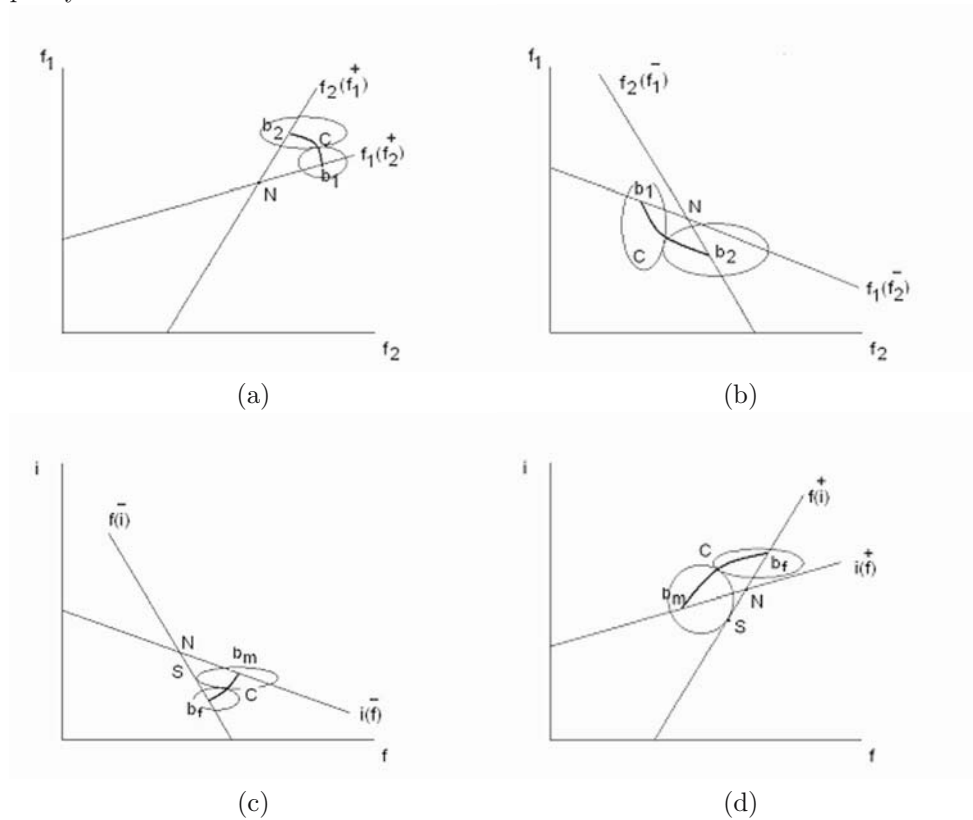 f1
f2(f1)
+
b2
C
f1(f2)
+
b1
N
f2
(a)
f1
f2(f1)
−
b1
N
b2
C
f1(f2)
−
f2
(b)
i
f(i)
−
N
S
bm
C
bf
i(f)
−
f
(c)
i
f(i)
+
C
bf
i(f)
+
bm
N
S
f
(d)